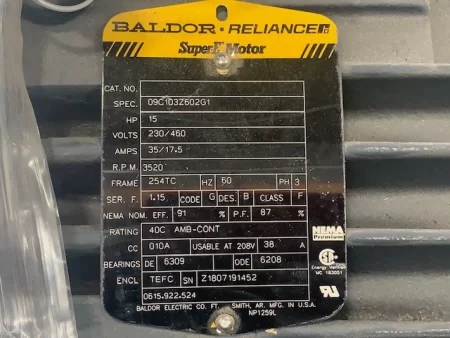 BALDOR · RELIANCE
Super-E Motor
CAT. NO.
SPEC. 09C103Z602G1
HP 15
VOLTS 230/460
AMPS 35/17.5
R.P.M. 3520
FRAME 254TC HZ 60 PH 3
SER. F. 1.15 CODE G DES. B CLASS F
NEMA NOM. EFF. 91 % P.F. 87 %
RATING 40C AMB-CONT
CC 010A USABLE AT 208V 38 A
BEARINGS DE 6309 ODE 6208
ENCL TEFC SN Z1807191452
0615.922.524
BALDOR ELECTRIC CO. FT. SMITH, AR. MFG. IN U.S.A.
NP1259L
NEMA
Premium
Energy Verified